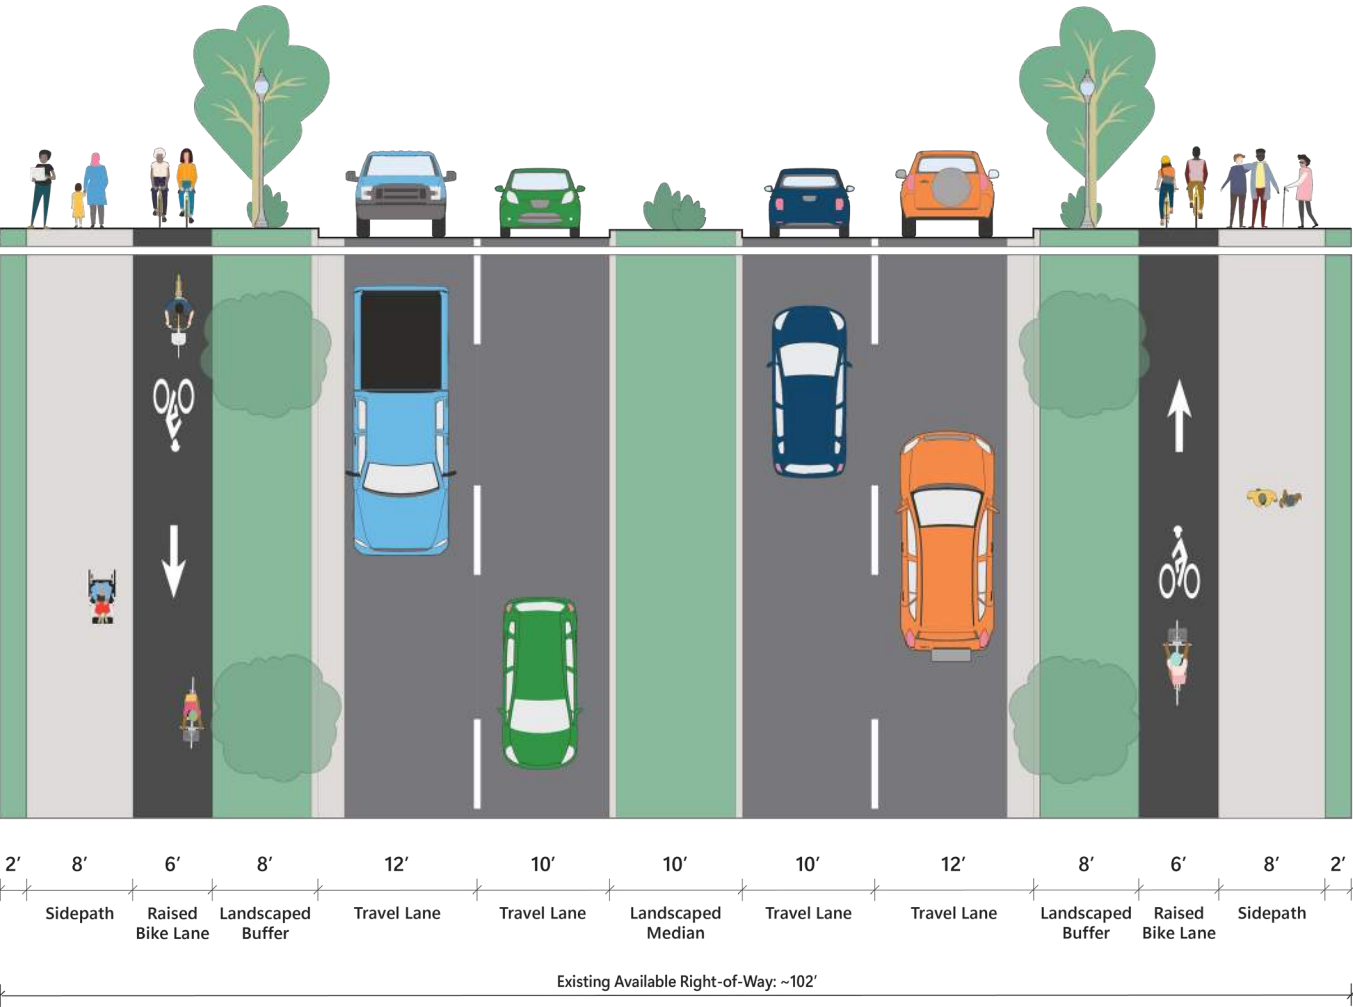 2’ 8’ 6’ 8’ 12’ 10’ 10’ 10’ 12’ 8’ 6’ 8’ 2’
Sidepath Raised Landscaped Travel Lane Travel Lane Landscaped Travel Lane Travel Lane Landscaped Raised Sidepath
Bike Lane Buffer Median Buffer Bike Lane
Existing Available Right-of-Way: ~102’